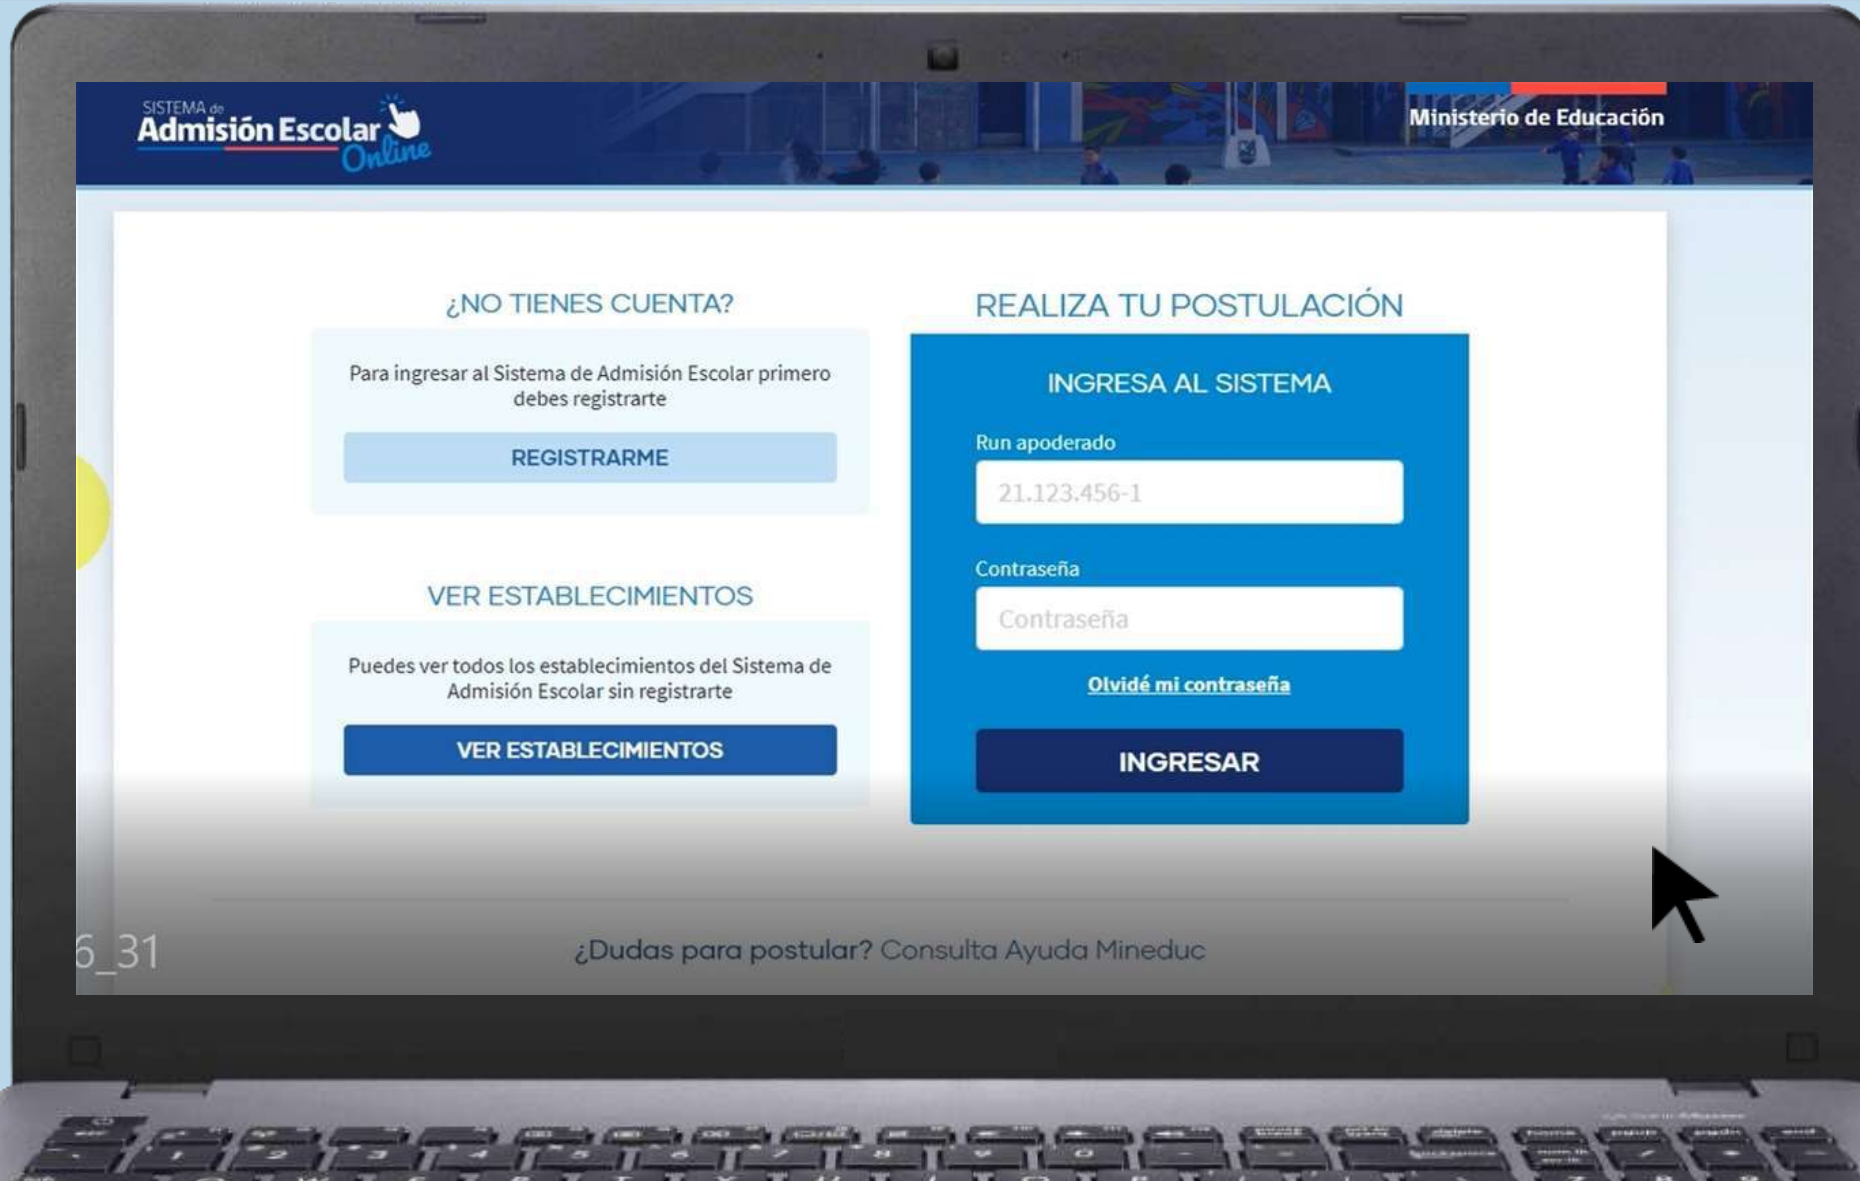 SISTEMA de
Admisión Escolar
Online
Ministerio de Educación
¿NO TIENES CUENTA?
Para ingresar al Sistema de Admisión Escolar primero
debes registrarte
REGISTRARME
VER ESTABLECIMIENTOS
Puedes ver todos los establecimientos del Sistema de
Admisión Escolar sin registrarte
VER ESTABLECIMIENTOS
REALIZA TU POSTULACIÓN
INGRESA AL SISTEMA
Run apoderado
21.123.456-1
Contraseña
Contraseña
Olvidé mi contraseña
INGRESAR
6_31
¿Dudas para postular? Consulta Ayuda Mineduc